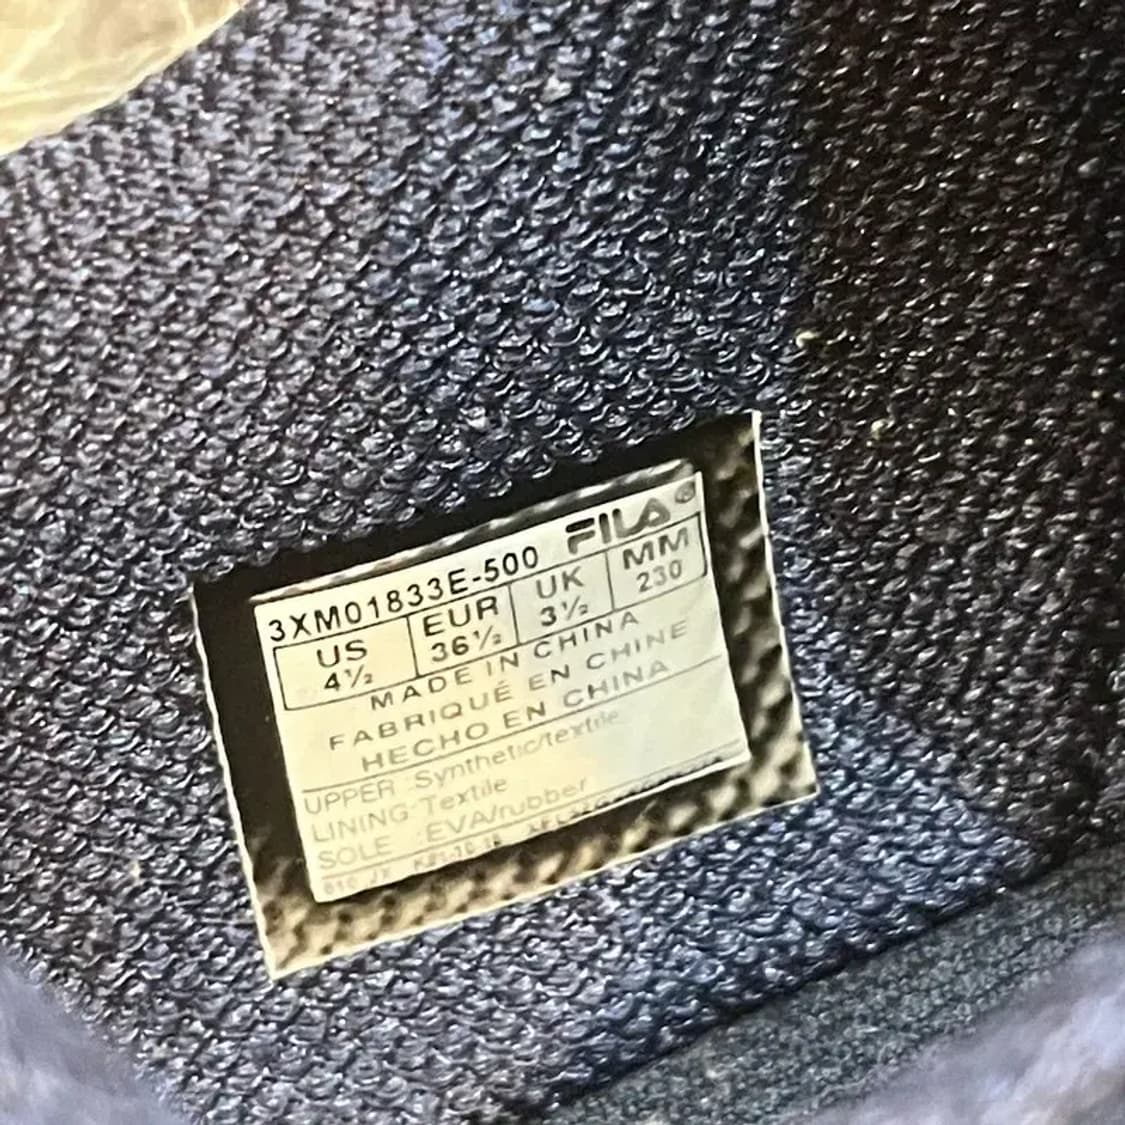 3XM01833E-500 FILA®
US EUR UK MM
4½ 36½ 3½ 230
MADE IN CHINA
FABRIQUÉ EN CHINE
HECHO EN CHINA
UPPER :Synthetic/textile
LINING:Textile
SOLE :EVA/rubber